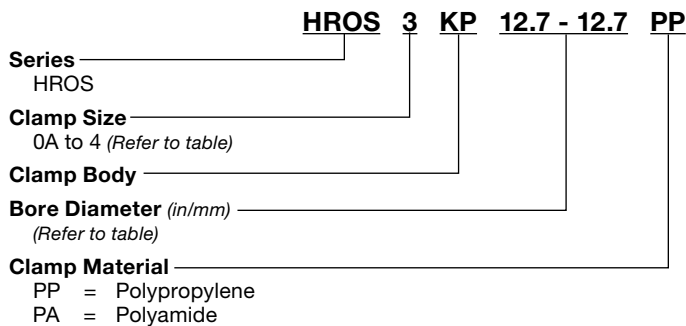 HROS 3 KP 12.7 - 12.7 PP
Series
HROS
Clamp Size
0A to 4 (Refer to table)
Clamp Body
Bore Diameter (in/mm)
(Refer to table)
Clamp Material
PP = Polypropylene
PA = Polyamide